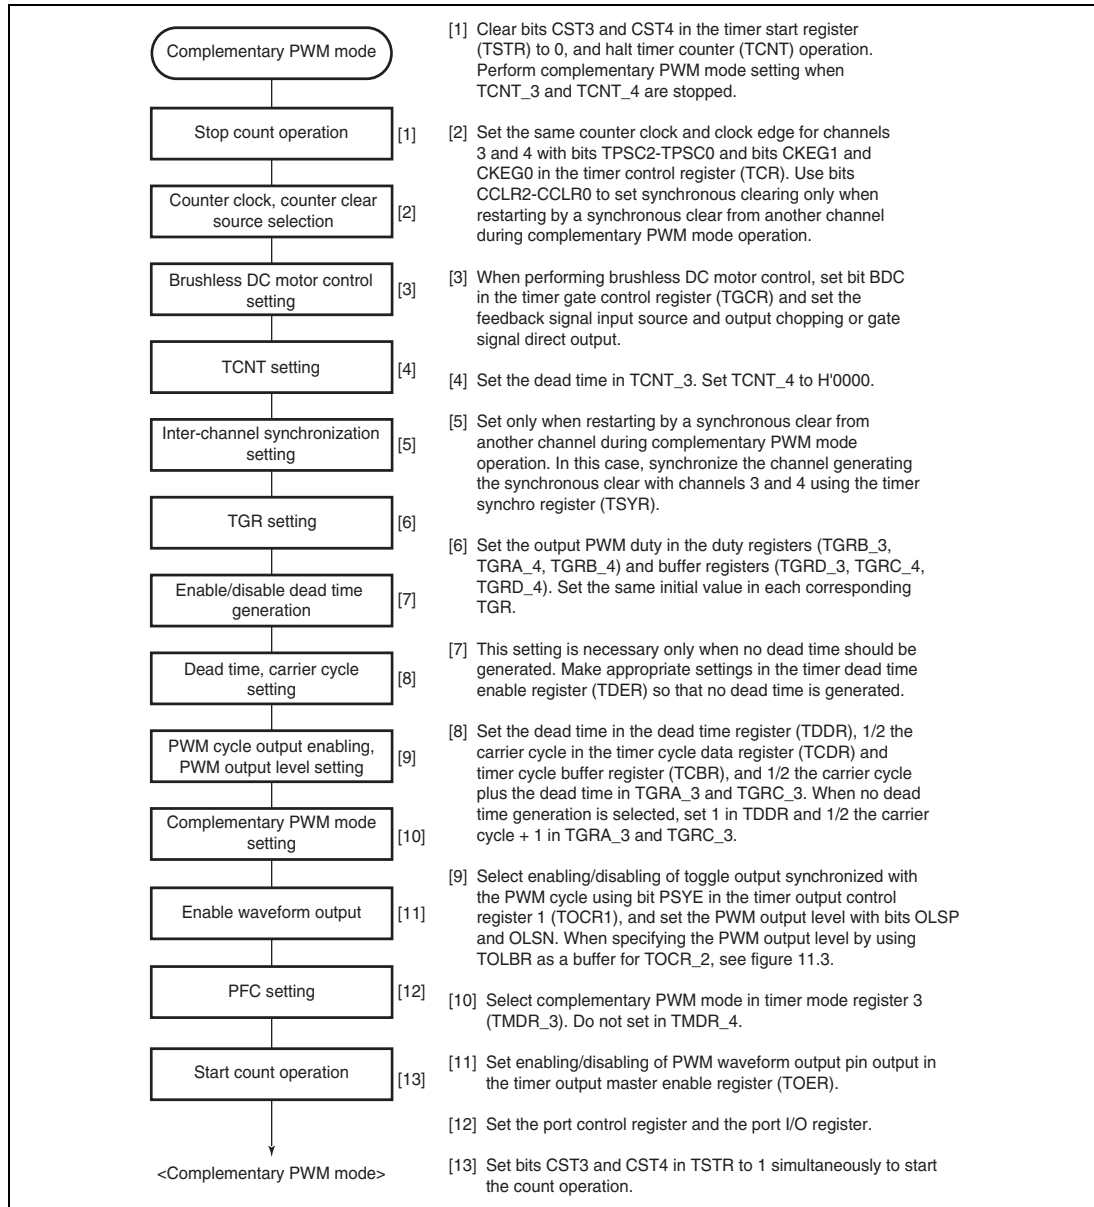 Complementary PWM mode
Stop count operation
[1]
Counter clock, counter clear
source selection
[2]
Brushless DC motor control
setting
[3]
TCNT setting
[4]
Inter-channel synchronization
setting
[5]
TGR setting
[6]
Enable/disable dead time
generation
[7]
Dead time, carrier cycle
setting
[8]
PWM cycle output enabling,
PWM output level setting
[9]
Complementary PWM mode
setting
[10]
Enable waveform output
[11]
PFC setting
[12]
Start count operation
[13]
<Complementary PWM mode>
[1] Clear bits CST3 and CST4 in the timer start register
(TSTR) to 0, and halt timer counter (TCNT) operation.
Perform complementary PWM mode setting when
TCNT_3 and TCNT_4 are stopped.
[2] Set the same counter clock and clock edge for channels
3 and 4 with bits TPSC2-TPSC0 and bits CKEG1 and
CKEG0 in the timer control register (TCR). Use bits
CCLR2-CCLR0 to set synchronous clearing only when
restarting by a synchronous clear from another channel
during complementary PWM mode operation.
[3] When performing brushless DC motor control, set bit BDC
in the timer gate control register (TGCR) and set the
feedback signal input source and output chopping or gate
signal direct output.
[4] Set the dead time in TCNT_3. Set TCNT_4 to H'0000.
[5] Set only when restarting by a synchronous clear from
another channel during complementary PWM mode
operation. In this case, synchronize the channel generating
the synchronous clear with channels 3 and 4 using the timer
synchro register (TSYR).
[6] Set the output PWM duty in the duty registers (TGRB_3,
TGRA_4, TGRB_4) and buffer registers (TGRD_3, TGRC_4,
TGRD_4). Set the same initial value in each corresponding
TGR.
[7] This setting is necessary only when no dead time should be
generated. Make appropriate settings in the timer dead time
enable register (TDER) so that no dead time is generated.
[8] Set the dead time in the dead time register (TDDR), 1/2 the
carrier cycle in the timer cycle data register (TCDR) and
timer cycle buffer register (TCBR), and 1/2 the carrier cycle
plus the dead time in TGRA_3 and TGRC_3. When no dead
time generation is selected, set 1 in TDDR and 1/2 the carrier
cycle + 1 in TGRA_3 and TGRC_3.
[9] Select enabling/disabling of toggle output synchronized with
the PWM cycle using bit PSYE in the timer output control
register 1 (TOCR1), and set the PWM output level with bits OLSP
and OLSN. When specifying the PWM output level by using
TOLBR as a buffer for TOCR_2, see figure 11.3.
[10] Select complementary PWM mode in timer mode register 3
(TMDR_3). Do not set in TMDR_4.
[11] Set enabling/disabling of PWM waveform output pin output in
the timer output master enable register (TOER).
[12] Set the port control register and the port I/O register.
[13] Set bits CST3 and CST4 in TSTR to 1 simultaneously to start
the count operation.